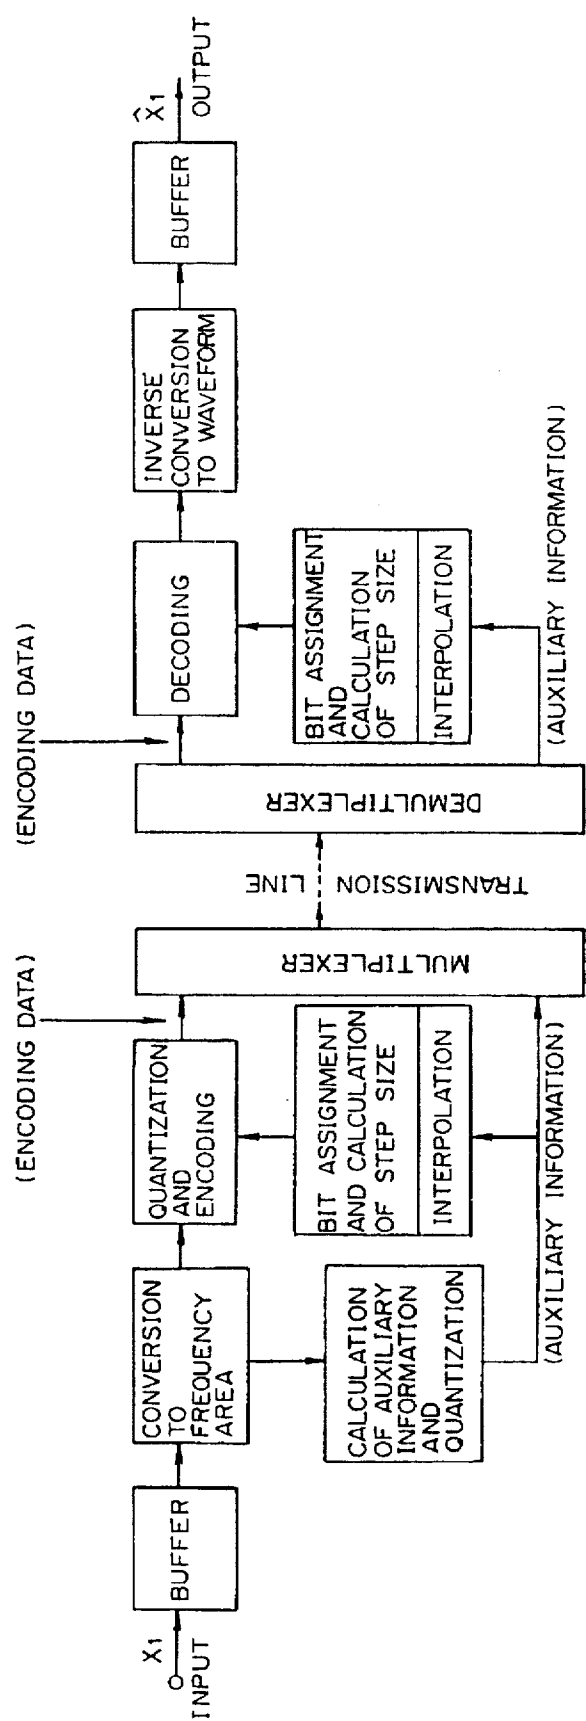 X1
INPUT
BUFFER
CONVERSION
TO
FREQUENCY
AREA
CALCULATION
OF AUXILIARY
INFORMATION
AND
QUANTIZATION
(ENCODING DATA)
QUANTIZATION
AND
ENCODING
BIT ASSIGNMENT
AND CALCULATION
OF STEP SIZE
INTERPOLATION
(AUXILIARY INFORMATION)
MULTIPLEXER
TRANSMISSION
LINE
DEMULTIPLEXER
(ENCODING DATA)
DECODING
BIT ASSIGNMENT
AND
CALCULATION
OF STEP SIZE
INTERPOLATION
(AUXILIARY INFORMATION)
INVERSE
CONVERSION
TO WAVEFORM
BUFFER
X̂1
OUTPUT